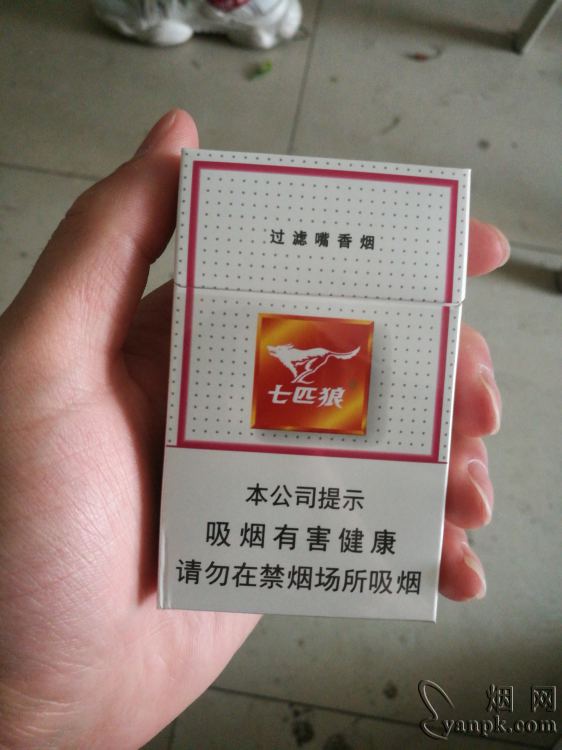 过滤嘴香烟
七匹狼
本公司提示
吸烟有害健康
请勿在禁烟场所吸烟
烟网
yanpk.com